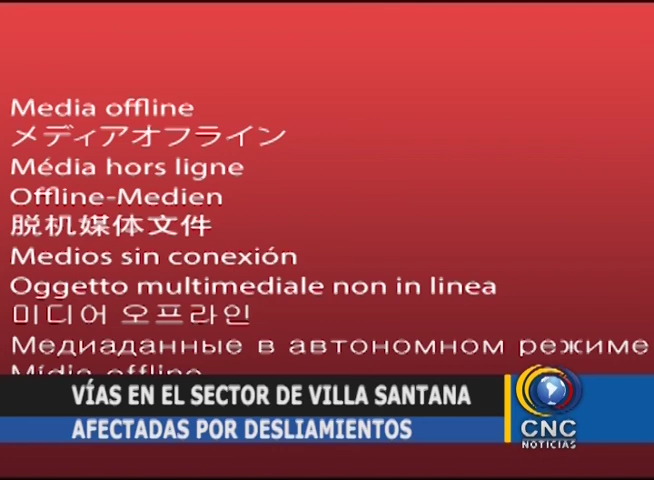 Media offline
メディアオフライン
Média hors ligne
Offline-Medien
脱机媒体文件
Medios sin conexión
Oggetto multimediale non in linea
미디어 오프라인
Медиаданные в автономном режиме
Mídia offline
VÍAS EN EL SECTOR DE VILLA SANTANA
AFECTADAS POR DESLIAMIENTOS
CNC
NOTICIAS